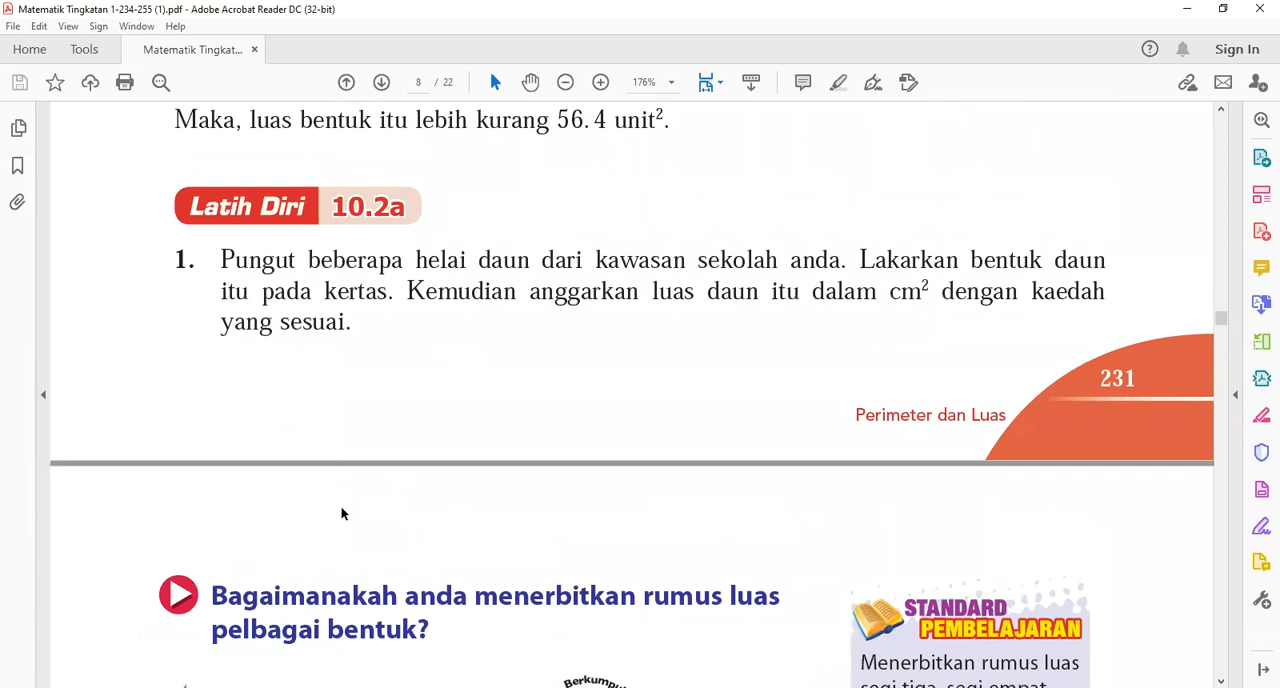 Matematik Tingkatan 1-234-255 (1).pdf - Adobe Acrobat Reader DC (32-bit)
File Edit View Sign Window Help
Home Tools Matematik Tingkat... × Sign In
8 / 22 176%
Maka, luas bentuk itu lebih kurang 56.4 unit².
Latih Diri 10.2a
1. Pungut beberapa helai daun dari kawasan sekolah anda. Lakarkan bentuk daun
itu pada kertas. Kemudian anggarkan luas daun itu dalam cm² dengan kaedah
yang sesuai.
231
Perimeter dan Luas
Bagaimanakah anda menerbitkan rumus luas
pelbagai bentuk?
STANDARD
PEMBELAJARAN
Menerbitkan rumus luas
segi tiga, segi empat